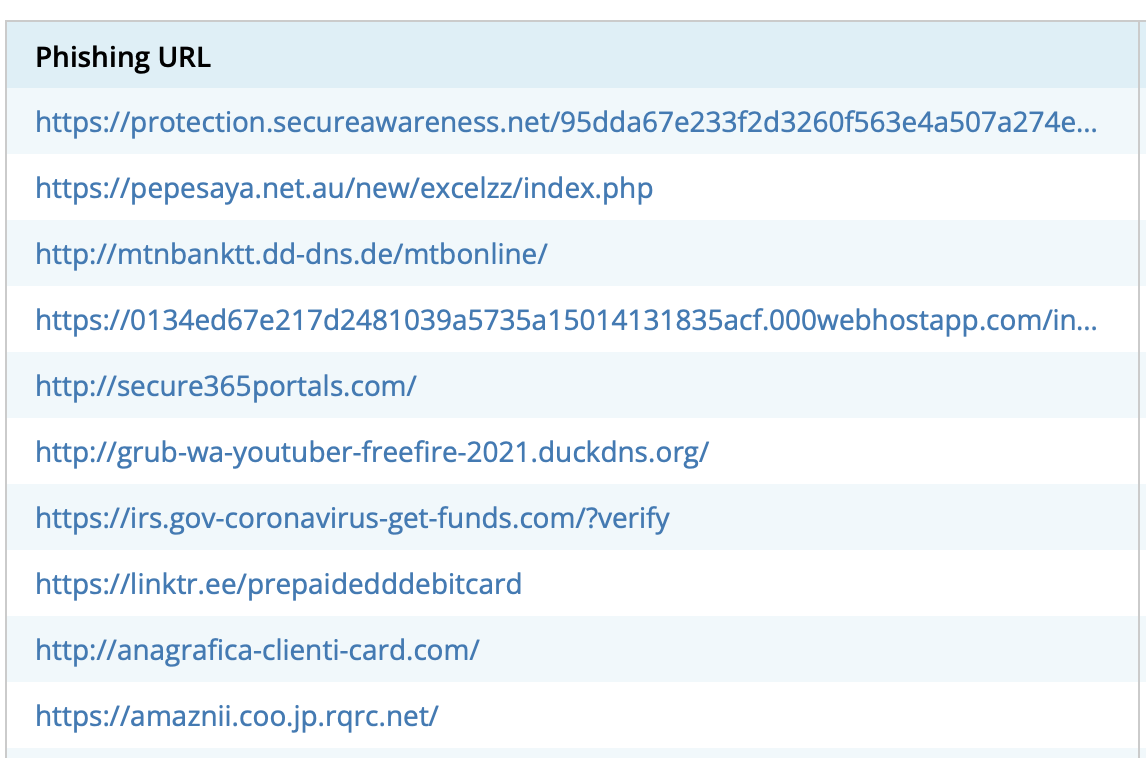 Phishing URL
https://protection.secureawareness.net/95dda67e233f2d3260f563e4a507a274e...
https://pepesaya.net.au/new/excelzz/index.php
http://mtnbanktt.dd-dns.de/mtbonline/
https://0134ed67e217d2481039a5735a15014131835acf.000webhostapp.com/in...
http://secure365portals.com/
http://grub-wa-youtuber-freefire-2021.duckdns.org/
https://irs.gov-coronavirus-get-funds.com/?verify
https://linktr.ee/prepaidedddebitcard
http://anagrafica-clienti-card.com/
https://amaznii.coo.jp.rqrc.net/